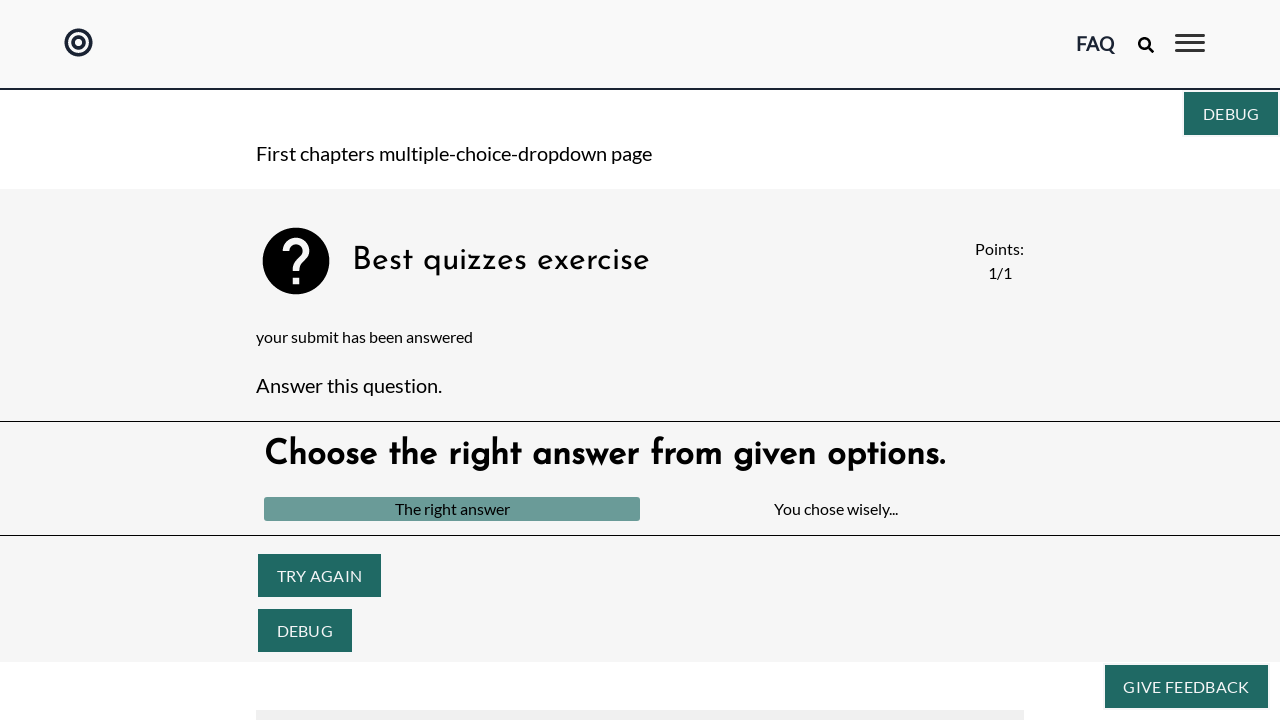 FAQ
DEBUG
First chapters multiple-choice-dropdown page
Best quizzes exercise
Points:
1/1
your submit has been answered
Answer this question.
Choose the right answer from given options.
The right answer
You chose wisely...
TRY AGAIN
DEBUG
GIVE FEEDBACK